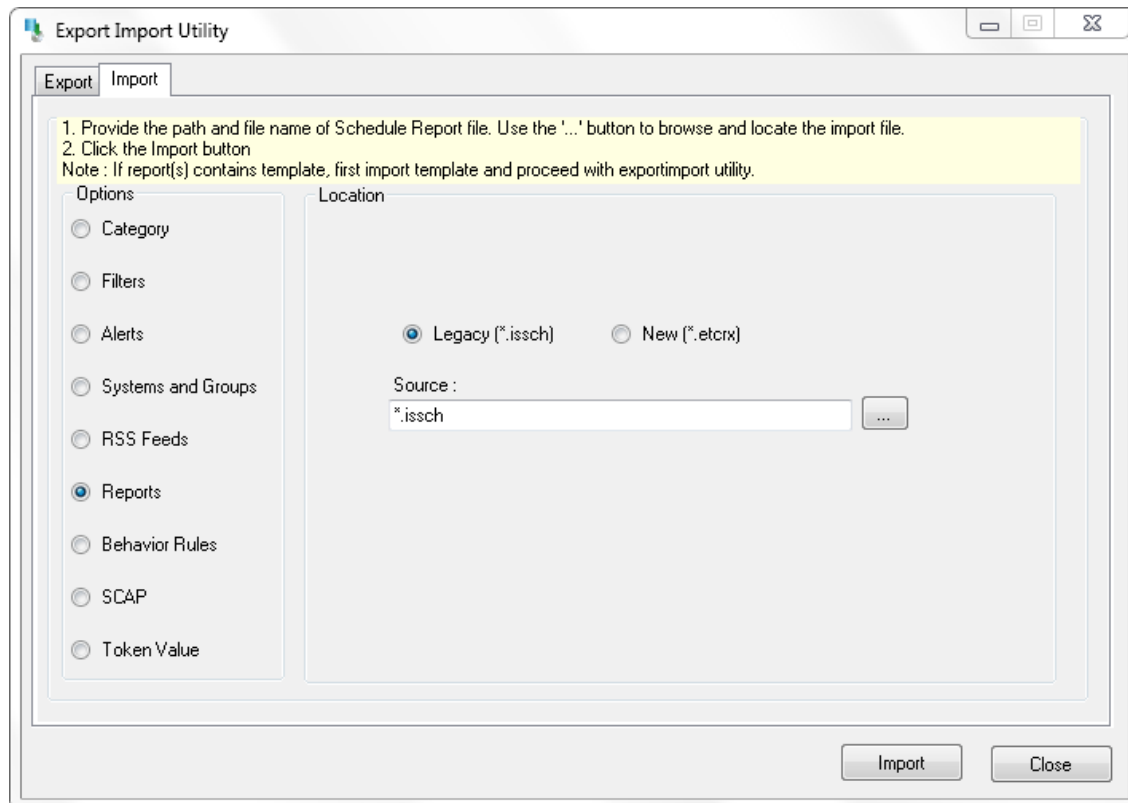 Export Import Utility
Export
Import
1. Provide the path and file name of Schedule Report file. Use the '...' button to browse and locate the import file.
2. Click the Import button
Note : If report(s) contains template, first import template and proceed with exportimport utility.
Options
Category
Filters
Alerts
Systems and Groups
RSS Feeds
Reports
Behavior Rules
SCAP
Token Value
Location
Legacy (*.issch)
New (*.etcrx)
Source :
*.issch
...
Import
Close